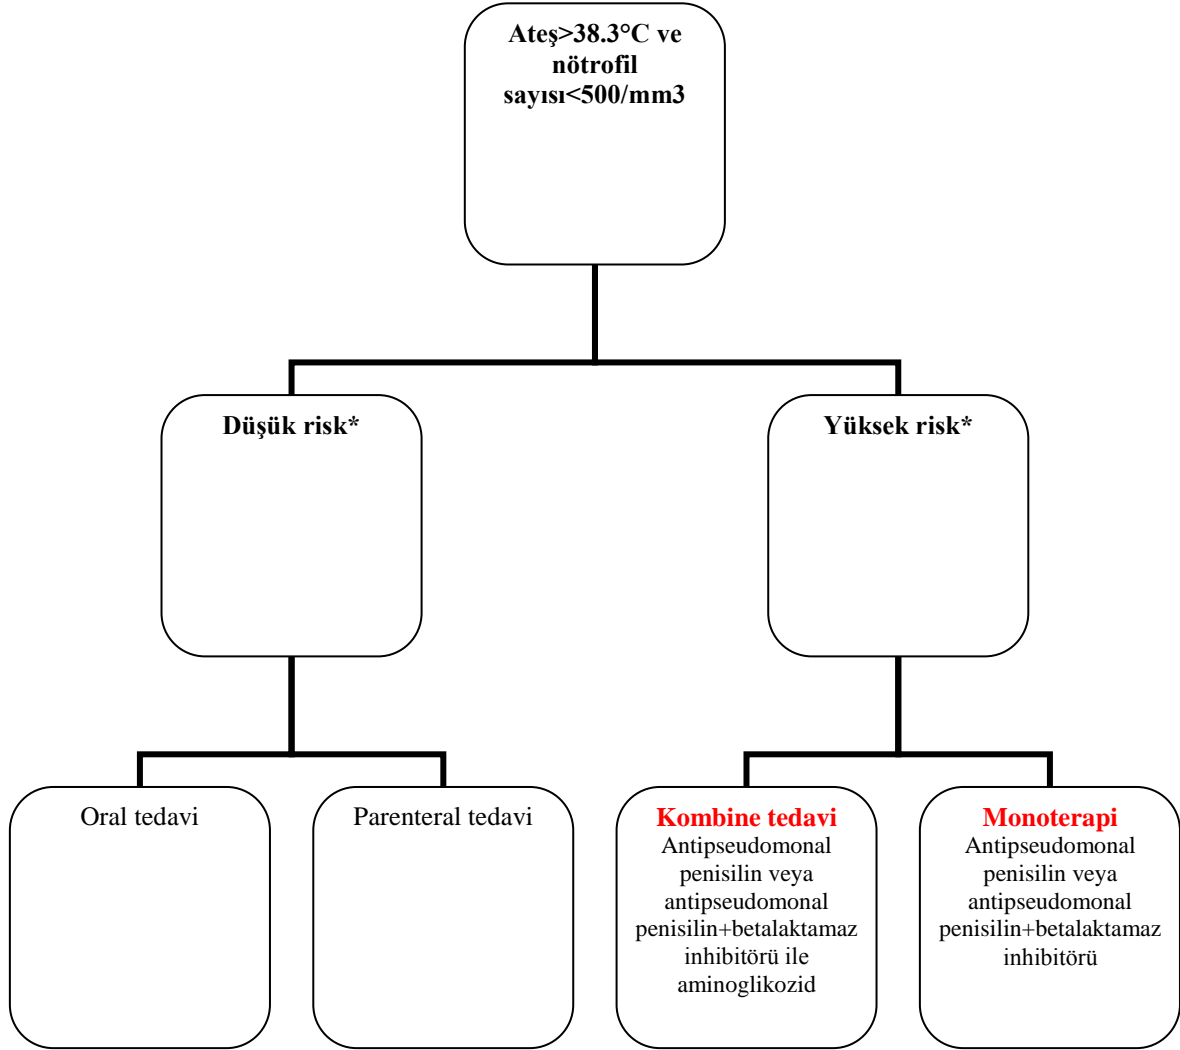 Ateş>38.3°C ve
nötrofil
sayısı<500/mm3
Düşük risk*
Yüksek risk*
Oral tedavi
Parenteral tedavi
Kombine tedavi
Antipseudomonal
penisilin veya
antipseudomonal
penisilin+betalaktamaz
inhibitörü ile
aminoglikozid
Monoterapi
Antipseudomonal
penisilin veya
antipseudomonal
penisilin+betalaktamaz
inhibitörü